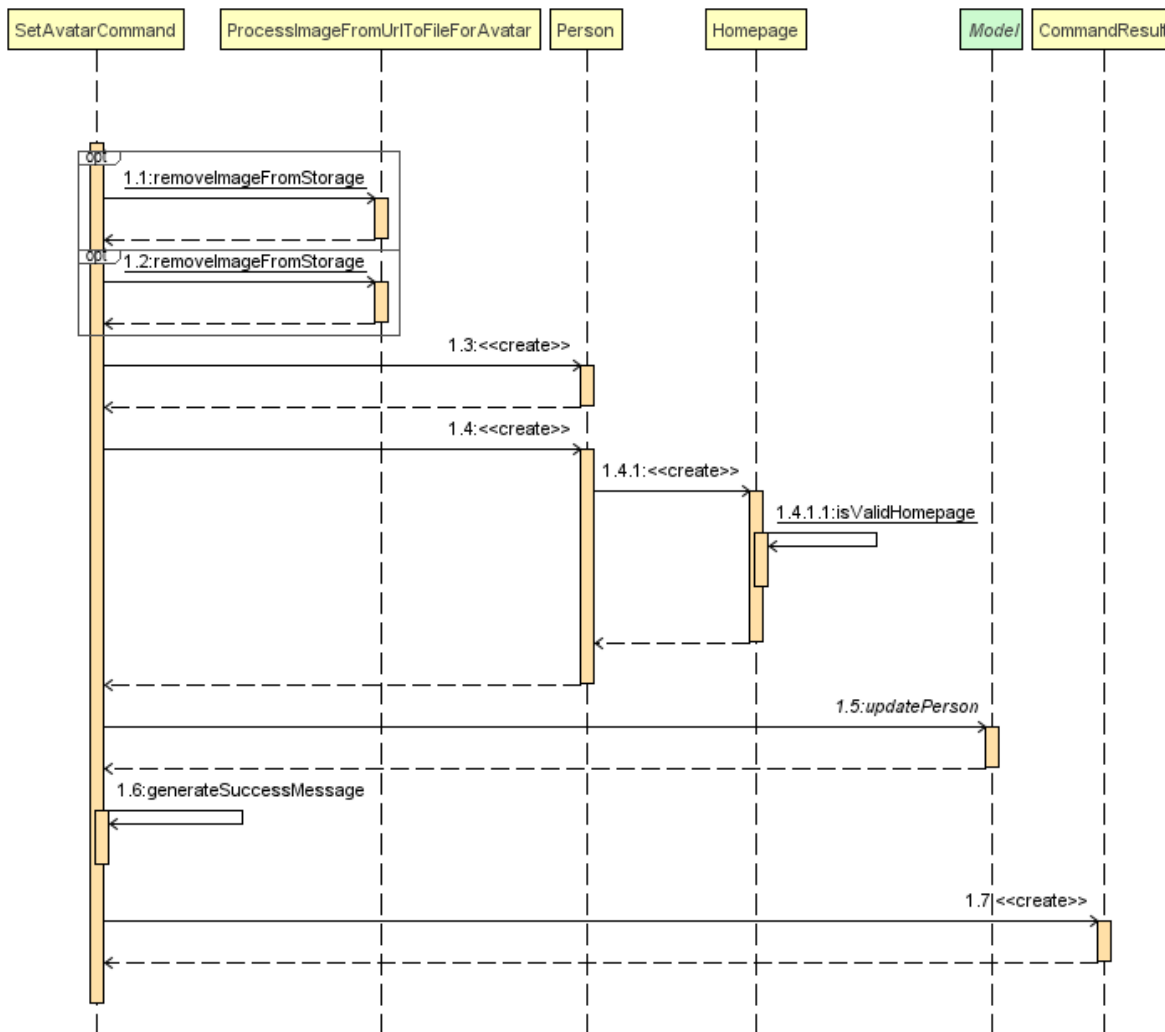 SetAvatarCommand
ProcessImageFromUrlToFileForAvatar
Person
Homepage
Model
CommandResult
opt
1.1:removeImageFromStorage
opt
1.2:removeImageFromStorage
1.3:<<create>>
1.4:<<create>>
1.4.1:<<create>>
1.4.1.1:isValidHomepage
1.5:updatePerson
1.6:generateSuccessMessage
1.7:<<create>>